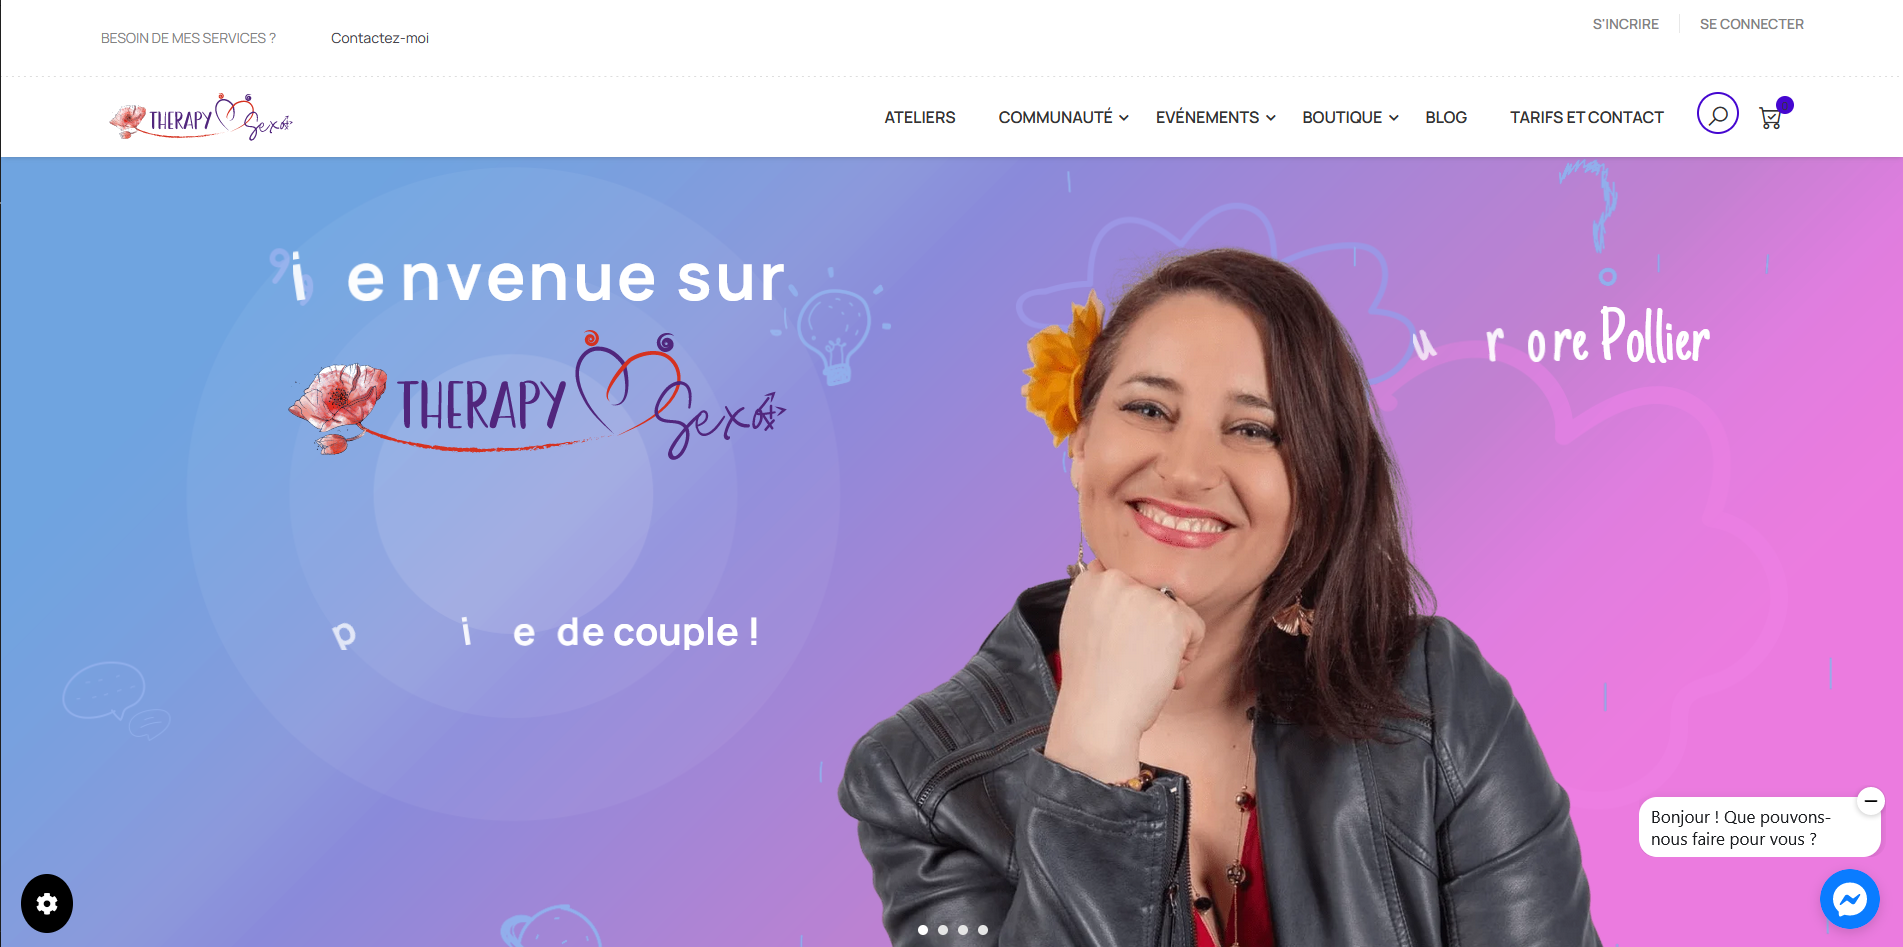 BESOIN DE MES SERVICES ?
Contactez-moi
S'INCRIRE
SE CONNECTER
THERAPY Sexo
ATELIERS
COMMUNAUTÉ
EVÉNEMENTS
BOUTIQUE
BLOG
TARIFS ET CONTACT
i e nvenue sur
THERAPY Sexo
u r ore Pollier
p i e de couple !
Bonjour ! Que pouvons-
nous faire pour vous ?